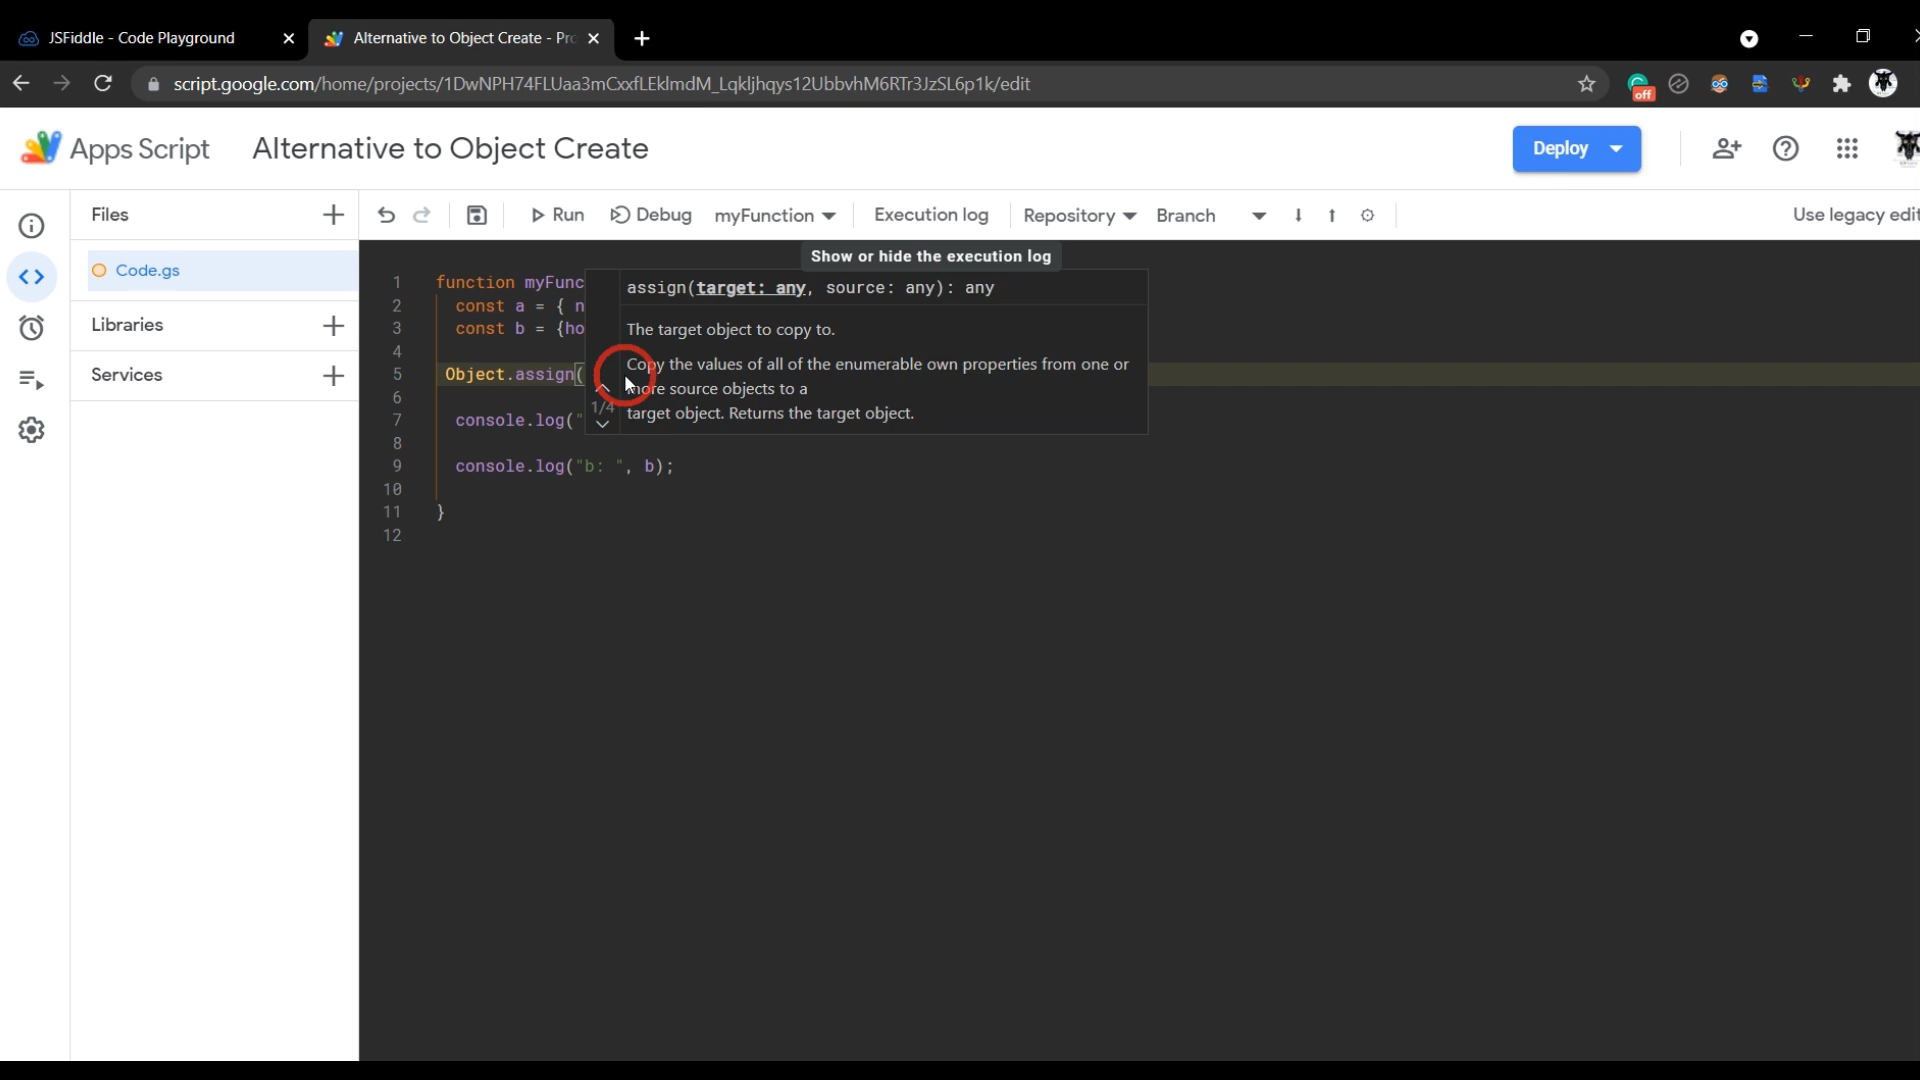 JSFiddle - Code Playground
Alternative to Object Create - Pro
script.google.com/home/projects/1DwNPH74FLUaa3mCxxfLEklmdM_Lqkljhqys12UbbvhM6RTr3JzSL6p1k/edit
off
Apps Script
Alternative to Object Create
Deploy
Files
Run
Debug
myFunction
Execution log
Repository
Branch
Use legacy edit
Show or hide the execution log
Code.gs
Libraries
Services
1 function myFunc
2 const a = { n
3 const b = {ho
4
5 Object.assign(
6
7 console.log("
8
9 console.log("b: ", b);
10
11 }
12
assign(target: any, source: any): any
The target object to copy to.
Copy the values of all of the enumerable own properties from one or
more source objects to a
target object. Returns the target object.
1/4